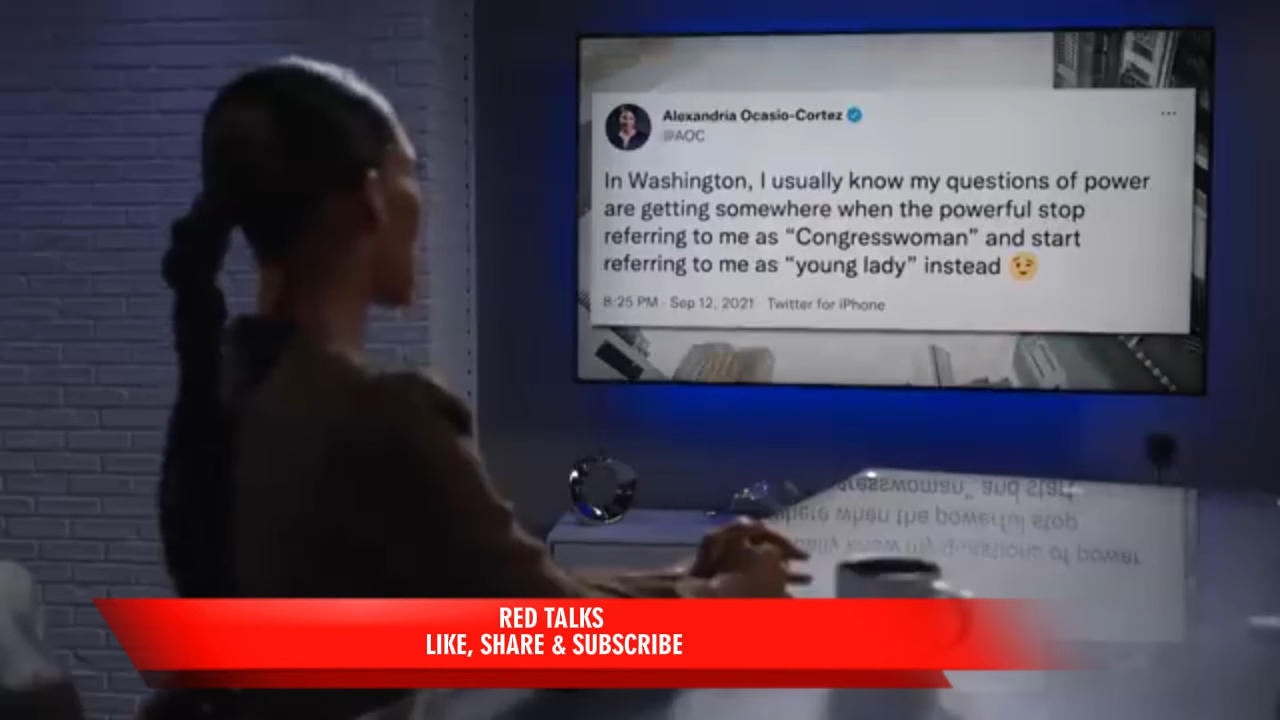 Alexandria Ocasio-Cortez
@AOC
In Washington, I usually know my questions of power
are getting somewhere when the powerful stop
referring to me as “Congresswoman” and start
referring to me as “young lady” instead 😉
8:25 PM · Sep 12, 2021 · Twitter for iPhone
RED TALKS
LIKE, SHARE & SUBSCRIBE